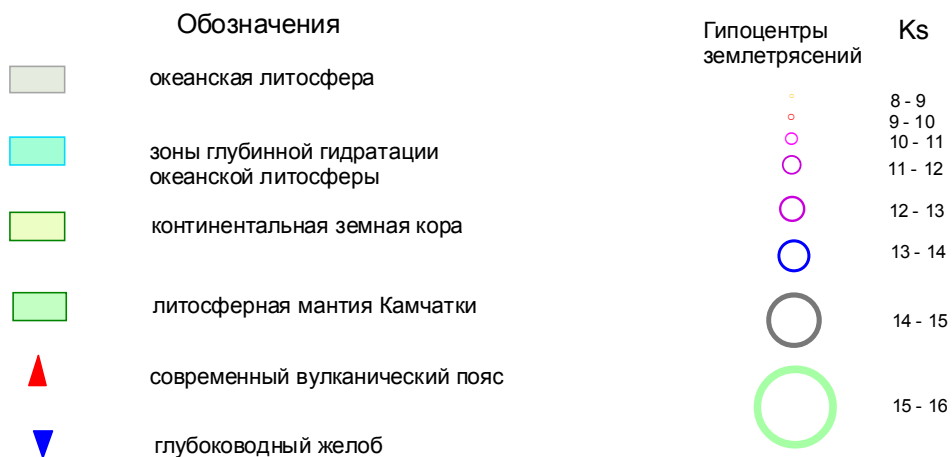 Обозначения
океанская литосфера
зоны глубинной гидратации
океанской литосферы
континентальная земная кора
литосферная мантия Камчатки
современный вулканический пояс
глубоководный желоб
Гипоцентры
землетрясений
Ks
8 - 9
9 - 10
10 - 11
11 - 12
12 - 13
13 - 14
14 - 15
15 - 16